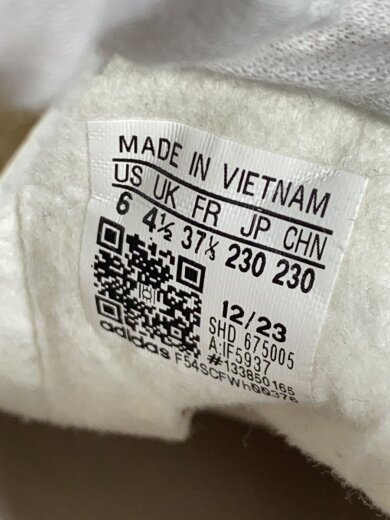 MADE IN VIETNAM
US UK FR JP CHN
6 4½ 37⅓ 230 230
12/23
SHD 675005
A:IF5937
#133850165
adidas